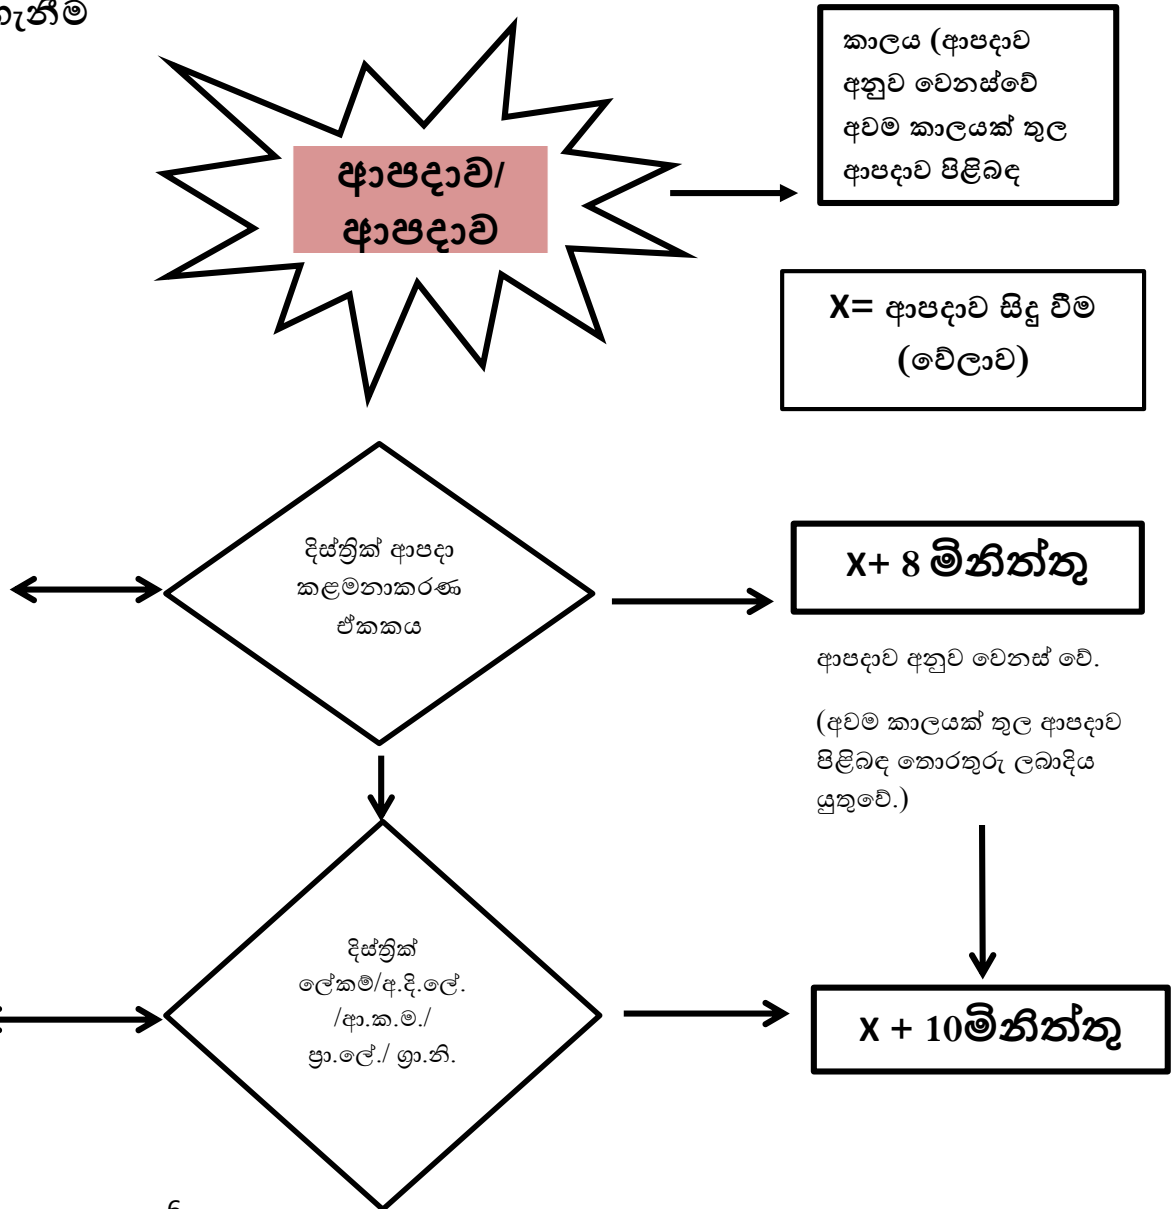 ගැනීම
කාලය (ආපදාව
අනුව වෙනස්වේ
අවම කාලයක් තුල
ආපදාව පිළිබඳ
ආපදාව/
ආපදාව
X= ආපදාව සිදු වීම
(වේලාව)
දිස්ත්‍රික් ආපදා
කළමනාකරණ
ඒකකය
X+ 8 මිනිත්තු
ආපදාව අනුව වෙනස් වේ.
(අවම කාලයක් තුල ආපදාව
පිළිබඳ තොරතුරු ලබාදිය
යුතුවේ.)
දිස්ත්‍රික්
ලේකම්/අ.දි.ලේ.
/ආ.ක.ම./
ප්‍රා.ලේ./ ග්‍රා.නි.
X + 10මිනිත්තු